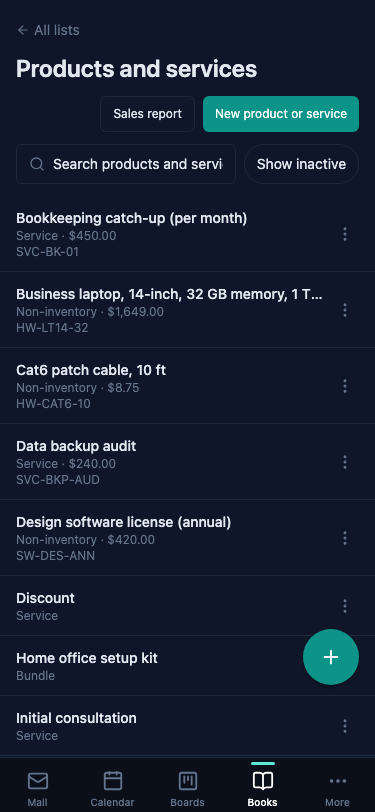 All lists
Products and services
Sales report
New product or service
Search products and servi
Show inactive
Bookkeeping catch-up (per month)
Service · $450.00
SVC-BK-01
Business laptop, 14-inch, 32 GB memory, 1 T...
Non-inventory · $1,649.00
HW-LT14-32
Cat6 patch cable, 10 ft
Non-inventory · $8.75
HW-CAT6-10
Data backup audit
Service · $240.00
SVC-BKP-AUD
Design software license (annual)
Non-inventory · $420.00
SW-DES-ANN
Discount
Service
Home office setup kit
Bundle
Initial consultation
Service
Mail
Calendar
Boards
Books
More